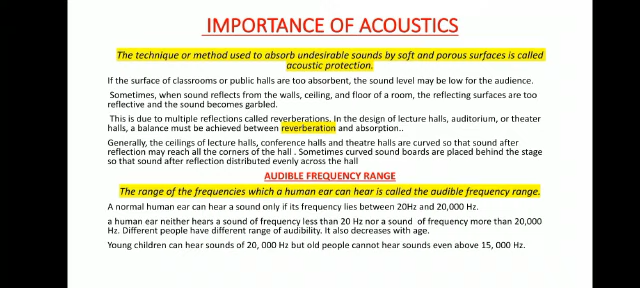 IMPORTANCE OF ACOUSTICS
The technique or method used to absorb undesirable sounds by soft and porous surfaces is called
acoustic protection.
If the surface of classrooms or public halls are too absorbent, the sound level may be low for the audience.
Sometimes, when sound reflects from the walls, ceiling, and floor of a room, the reflecting surfaces are too
reflective and the sound becomes garbled.
This is due to multiple reflections called reverberations. In the design of lecture halls, auditorium, or theater
halls, a balance must be achieved between reverberation and absorption..
Generally, the ceilings of lecture halls, conference halls and theatre halls are curved so that sound after
reflection may reach all the corners of the hall . Sometimes curved sound boards are placed behind the stage
so that sound after reflection distributed evenly across the hall
AUDIBLE FREQUENCY RANGE
The range of the frequencies which a human ear can hear is called the audible frequency range.
A normal human ear can hear a sound only if its frequency lies between 20Hz and 20,000 Hz.
a human ear neither hears a sound of frequency less than 20 Hz nor a sound of frequency more than 20,000
Hz. Different people have different range of audibility. It also decreases with age.
Young children can hear sounds of 20, 000 Hz but old people cannot hear sounds even above 15, 000 Hz.